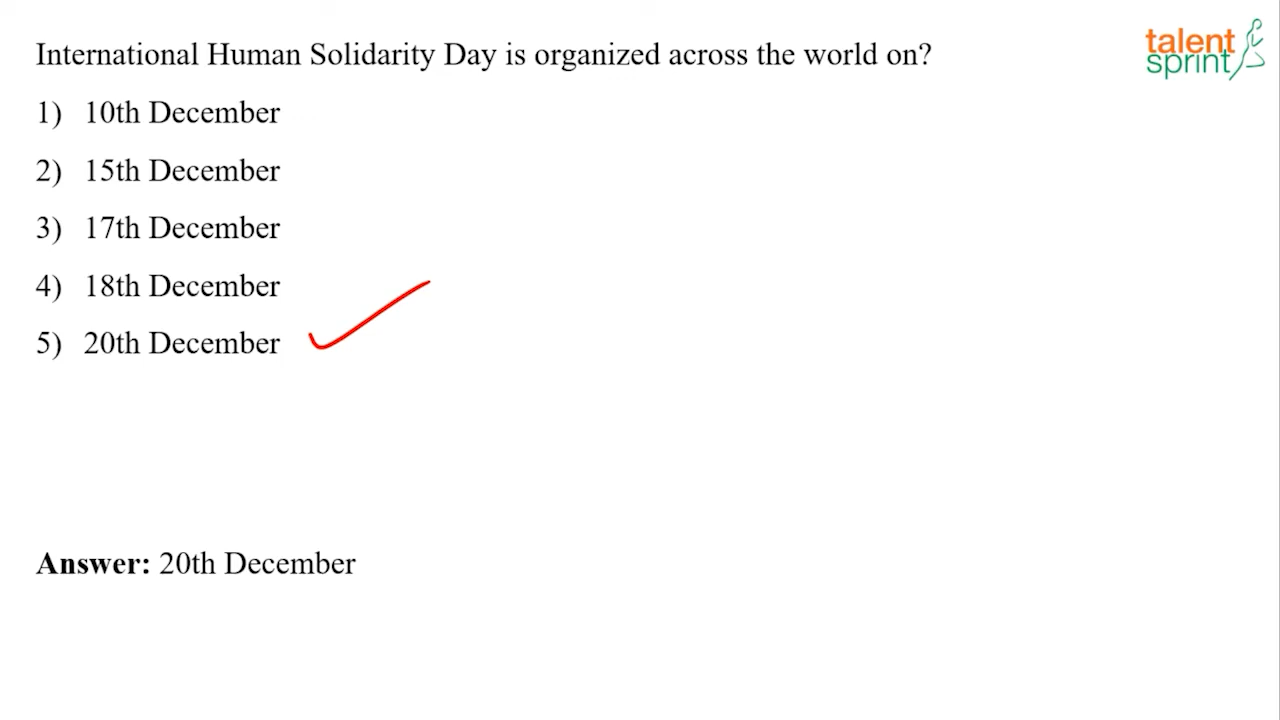 International Human Solidarity Day is organized across the world on?
talent
sprint
1) 10th December
2) 15th December
3) 17th December
4) 18th December
5) 20th December
Answer: 20th December